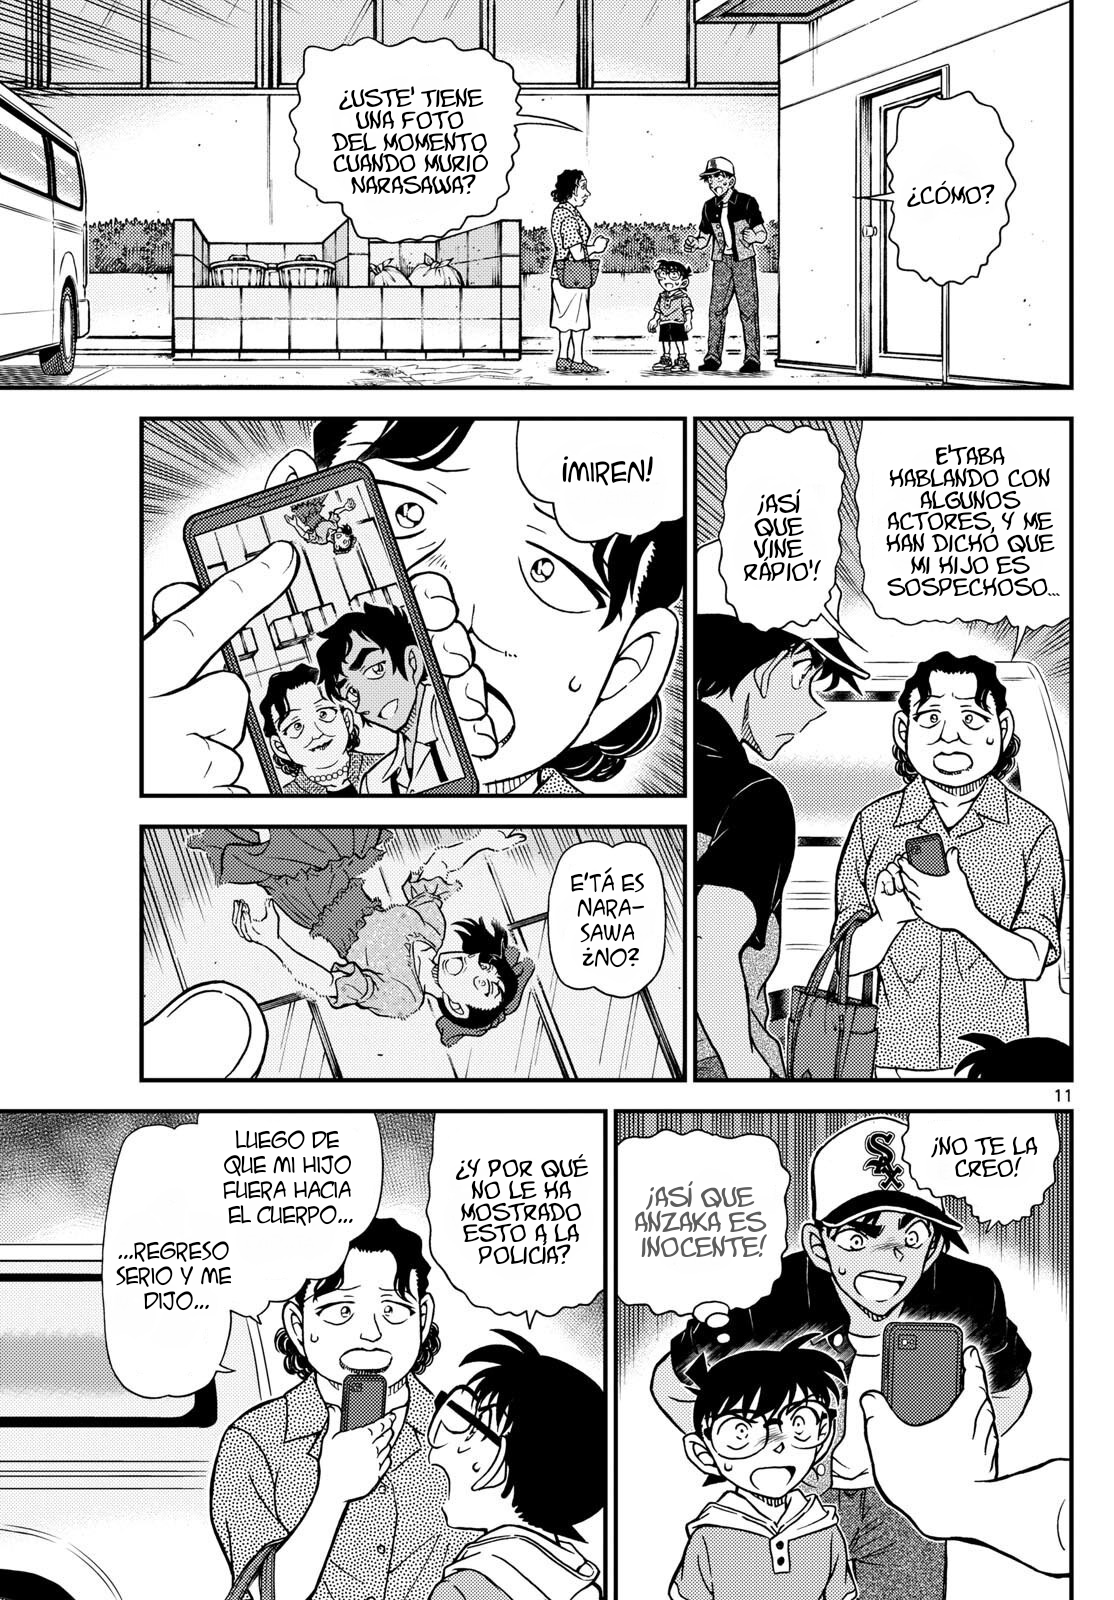 ¿CÓMO?
¿USTE' TIENE
UNA FOTO
DEL MOMENTO
CUANDO MURIÓ
NARASAWA?
E'TABA
HABLANDO CON
ALGUNOS
ACTORES, Y ME
HAN DICHO QUE
MI HIJO ES
SOSPECHOSO...
¡ASÍ
QUE
VINE
RÁPIO'!
¡MIREN!
E'TÁ ES
NARA-
SAWA
¿NO?
11
¡NO TE LA
CREO!
SOX
¡ASÍ QUE
ANZAKA ES
INOCENTE!
¿Y POR QUÉ
NO LE HA
MOSTRADO
ESTO A LA
POLICÍA?
LUEGO DE
QUE MI HIJO
FUERA HACIA
EL CUERPO...
...REGRESO
SERIO Y ME
DIJO...